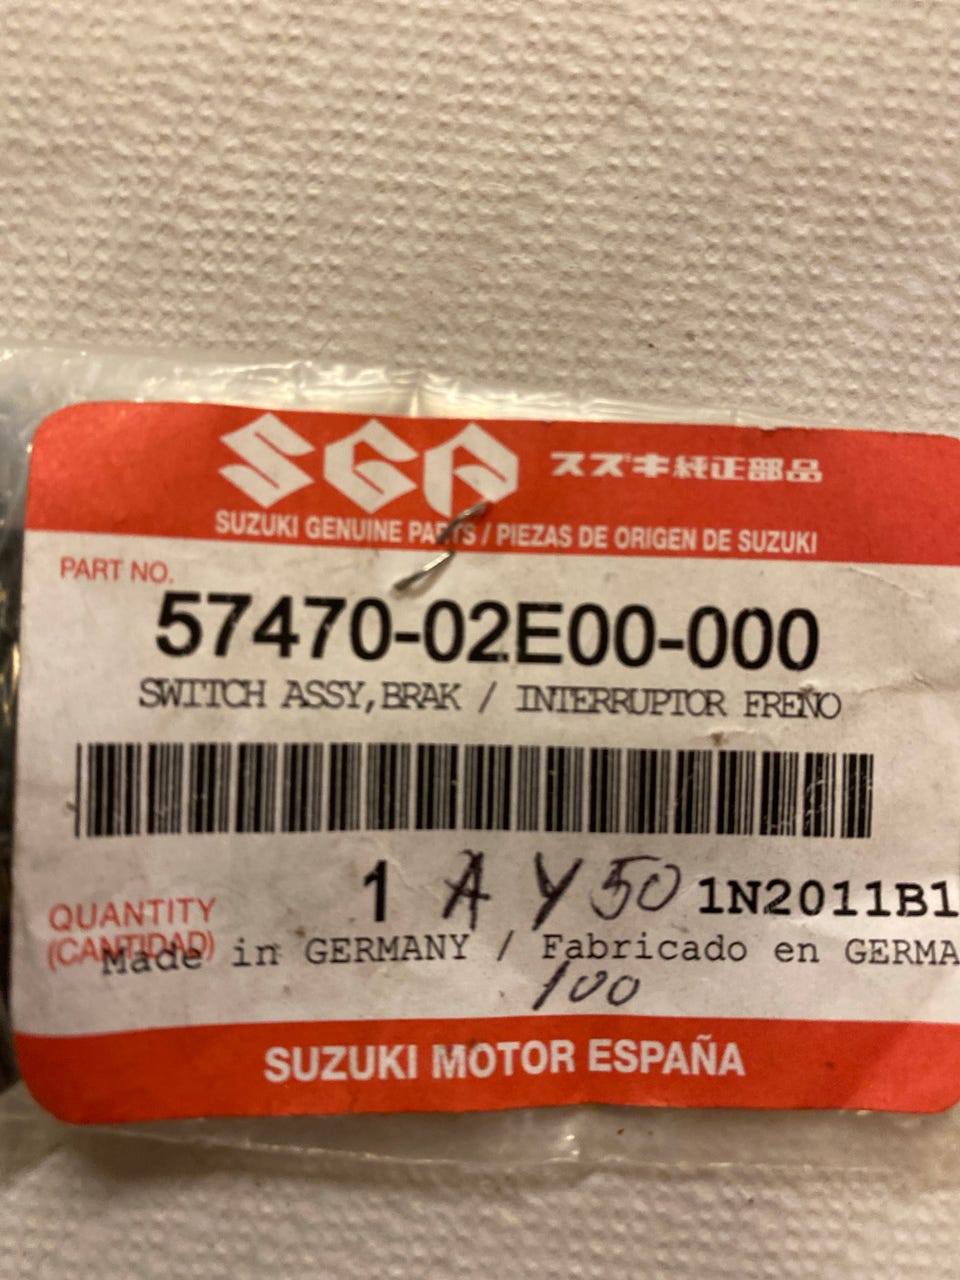 SGP スズキ純正部品
SUZUKI GENUINE PARTS / PIEZAS DE ORIGEN DE SUZUKI
PART NO.
57470-02E00-000
SWITCH ASSY,BRAK / INTERRUPTOR FRENO
QUANTITY 1 A Y 50 1N2011B1
(CANTIDAD)
Made in GERMANY / Fabricado en GERMA
100
SUZUKI MOTOR ESPAÑA